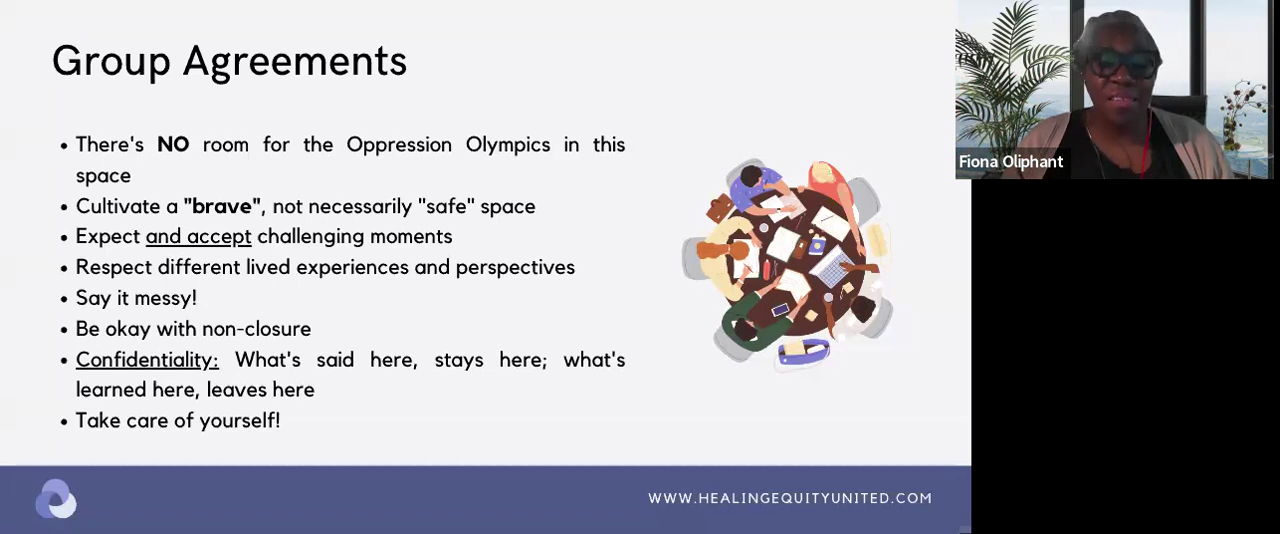 Group Agreements
There's NO room for the Oppression Olympics in this
space
Cultivate a "brave", not necessarily "safe" space
Expect and accept challenging moments
Respect different lived experiences and perspectives
Say it messy!
Be okay with non-closure
Confidentiality: What's said here, stays here; what's
learned here, leaves here
Take care of yourself!
WWW.HEALINGEQUITYUNITED.COM
Fiona Oliphant